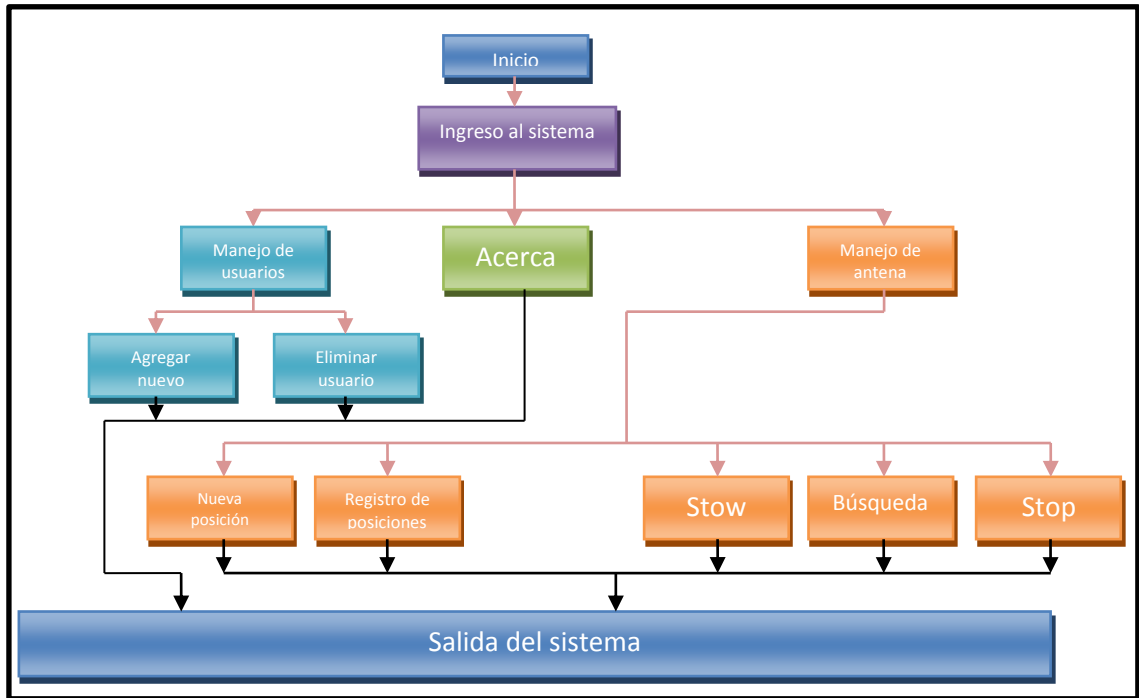 Inicio
Ingreso al sistema
Manejo de
usuarios
Acerca
Manejo de
antena
Agregar
nuevo
Eliminar
usuario
Nueva
posición
Registro de
posiciones
Stow
Búsqueda
Stop
Salida del sistema